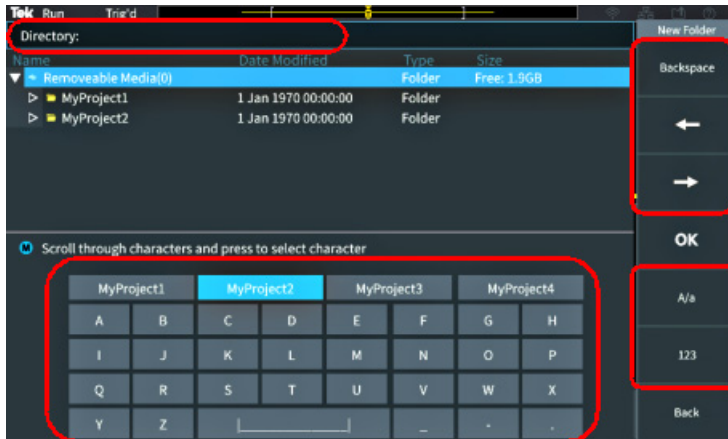 Tek Run Trig'd
New Folder
Directory:
Name Date Modified Type Size
Removeable Media(0) Folder Free: 1.9GB
MyProject1 1 Jan 1970 00:00:00 Folder
MyProject2 1 Jan 1970 00:00:00 Folder
Backspace
OK
M Scroll through characters and press to select character
MyProject1 MyProject2 MyProject3 MyProject4
A B C D E F G H
I J K L M N O P
Q R S T U V W X
Y Z |_____| _ - .
A/a
123
Back